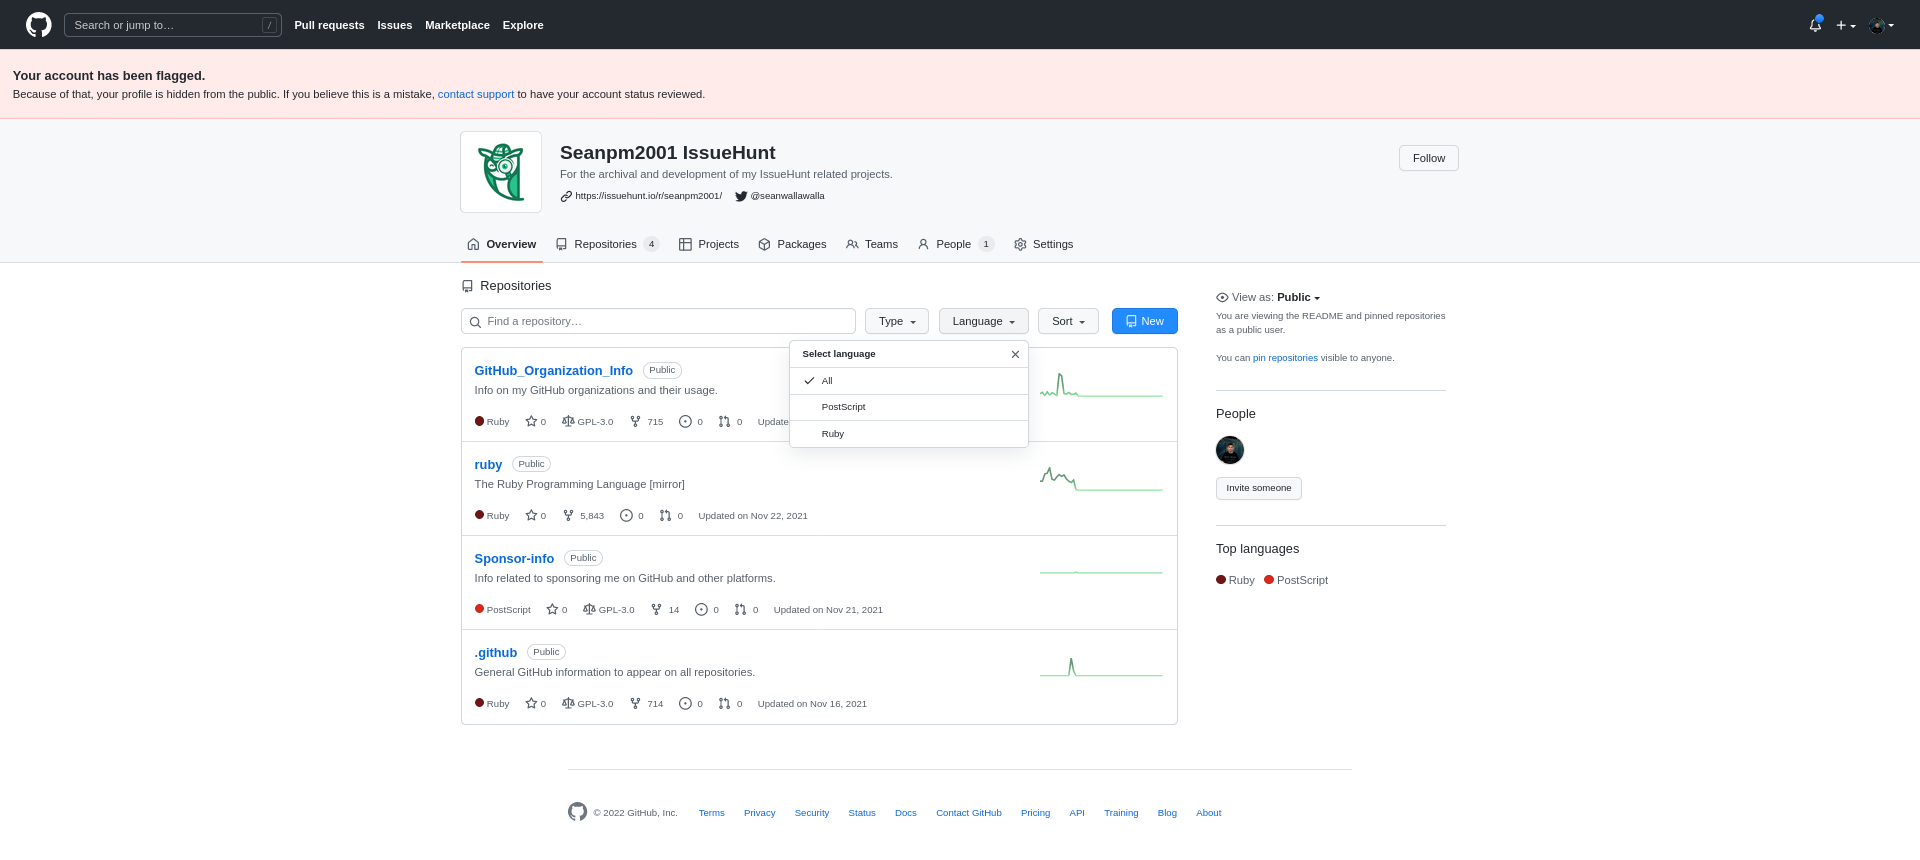 Search or jump to… / Pull requests Issues Marketplace Explore
Your account has been flagged.
Because of that, your profile is hidden from the public. If you believe this is a mistake, contact support to have your account status reviewed.
Seanpm2001 IssueHunt
Follow
For the archival and development of my IssueHunt related projects.
https://issuehunt.io/r/seanpm2001/ @seanwallawalla
Overview Repositories 4 Projects Packages Teams People 1 Settings
Repositories
Find a repository… Type Language Sort New
Select language
All
PostScript
Ruby
GitHub_Organization_Info Public
Info on my GitHub organizations and their usage.
Ruby 0 GPL-3.0 715 0 0 Update
ruby Public
The Ruby Programming Language [mirror]
Ruby 0 5,843 0 0 Updated on Nov 22, 2021
Sponsor-info Public
Info related to sponsoring me on GitHub and other platforms.
PostScript 0 GPL-3.0 14 0 0 Updated on Nov 21, 2021
.github Public
General GitHub information to appear on all repositories.
Ruby 0 GPL-3.0 714 0 0 Updated on Nov 16, 2021
View as: Public
You are viewing the README and pinned repositories
as a public user.
You can pin repositories visible to anyone.
People
Invite someone
Top languages
Ruby PostScript
© 2022 GitHub, Inc. Terms Privacy Security Status Docs Contact GitHub Pricing API Training Blog About